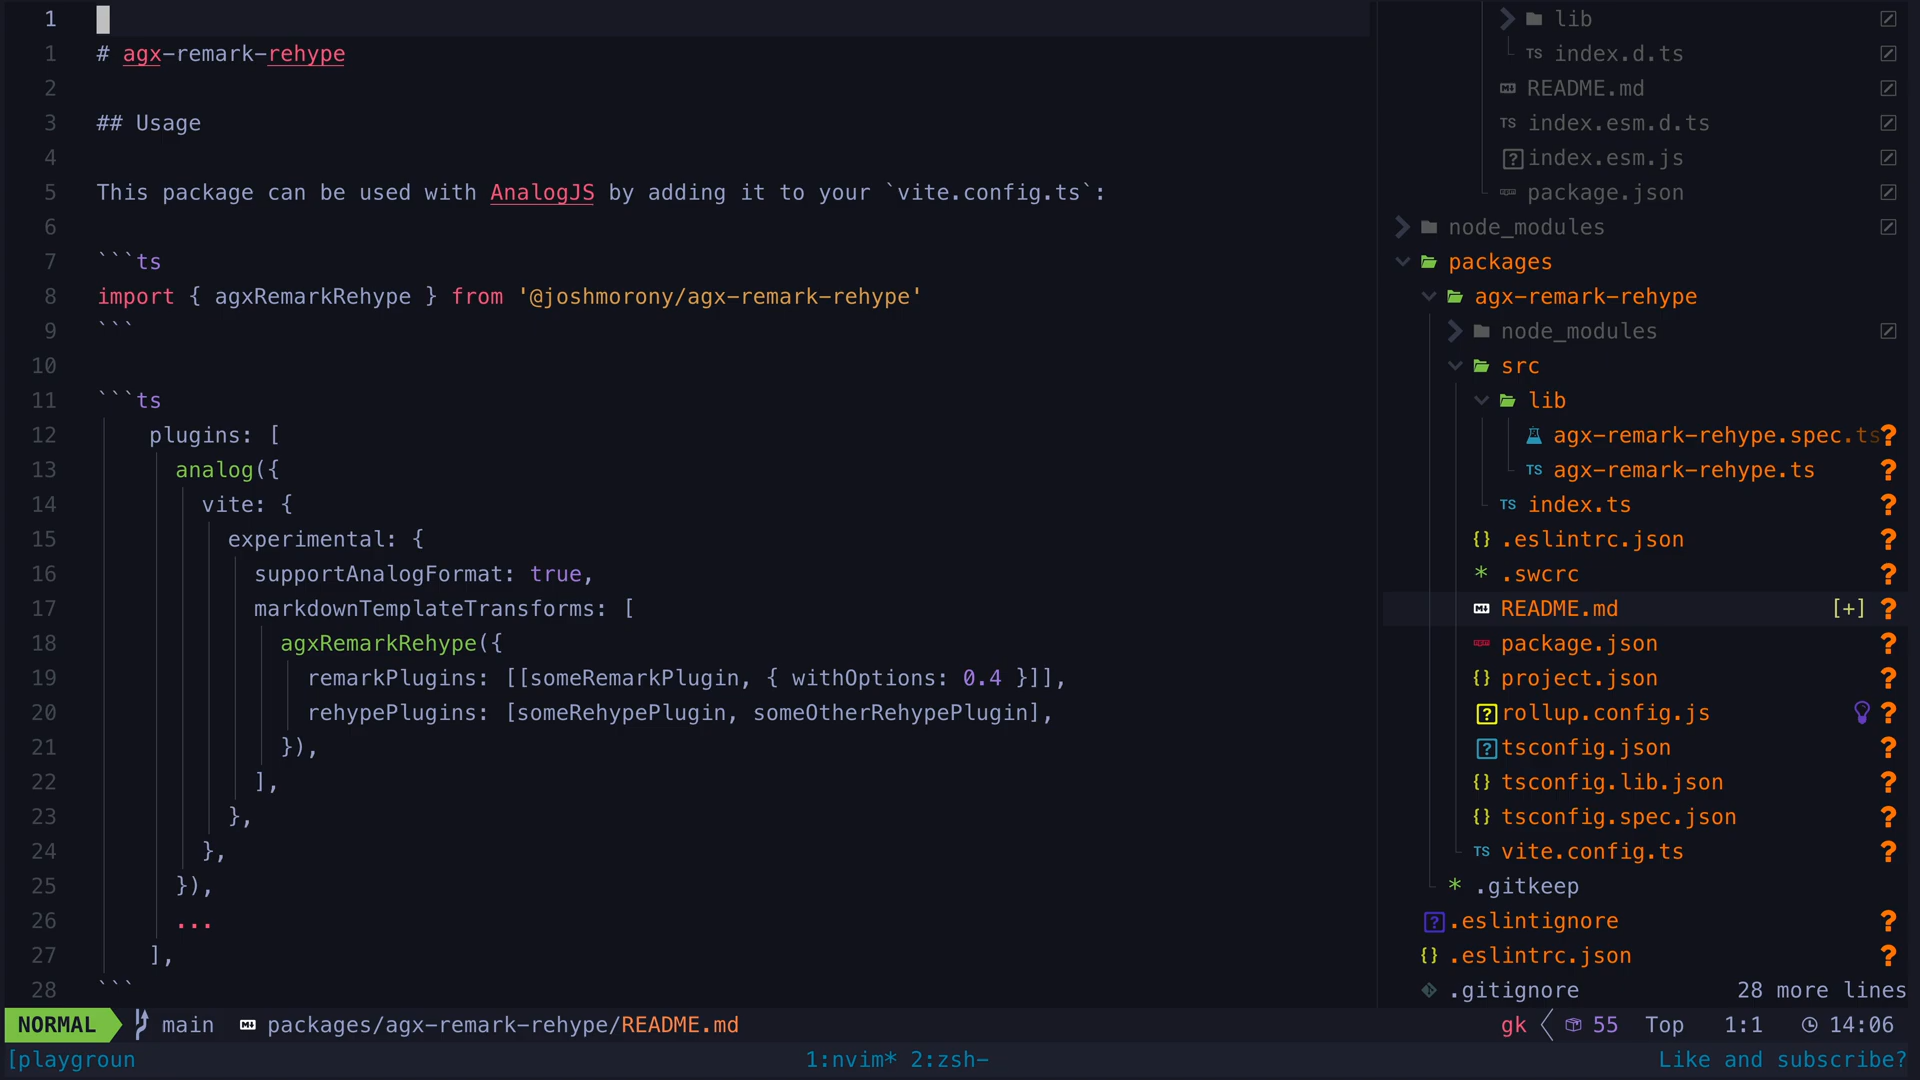 1
1 # agx-remark-rehype
2
3 ## Usage
4
5 This package can be used with AnalogJS by adding it to your `vite.config.ts`:
6
7 ```ts
8 import { agxRemarkRehype } from '@joshmorony/agx-remark-rehype'
9 ```
10
11 ```ts
12 plugins: [
13 analog({
14 vite: {
15 experimental: {
16 supportAnalogFormat: true,
17 markdownTemplateTransforms: [
18 agxRemarkRehype({
19 remarkPlugins: [[someRemarkPlugin, { withOptions: 0.4 }]],
20 rehypePlugins: [someRehypePlugin, someOtherRehypePlugin],
21 }),
22 ],
23 },
24 },
25 }),
26 ...
27 ],
28 ```
lib
TS index.d.ts
README.md
TS index.esm.d.ts
[?] index.esm.js
package.json
node_modules
packages
agx-remark-rehype
node_modules
src
lib
agx-remark-rehype.spec.ts ?
TS agx-remark-rehype.ts ?
TS index.ts ?
{} .eslintrc.json ?
* .swcrc ?
README.md [+] ?
package.json ?
{} project.json ?
[?] rollup.config.js ?
[?] tsconfig.json ?
{} tsconfig.lib.json ?
{} tsconfig.spec.json ?
TS vite.config.ts ?
* .gitkeep
[?] .eslintignore ?
{} .eslintrc.json ?
.gitignore 28 more lines
NORMAL main packages/agx-remark-rehype/README.md gk 55 Top 1:1 14:06
[playgroun 1:nvim* 2:zsh- Like and subscribe?